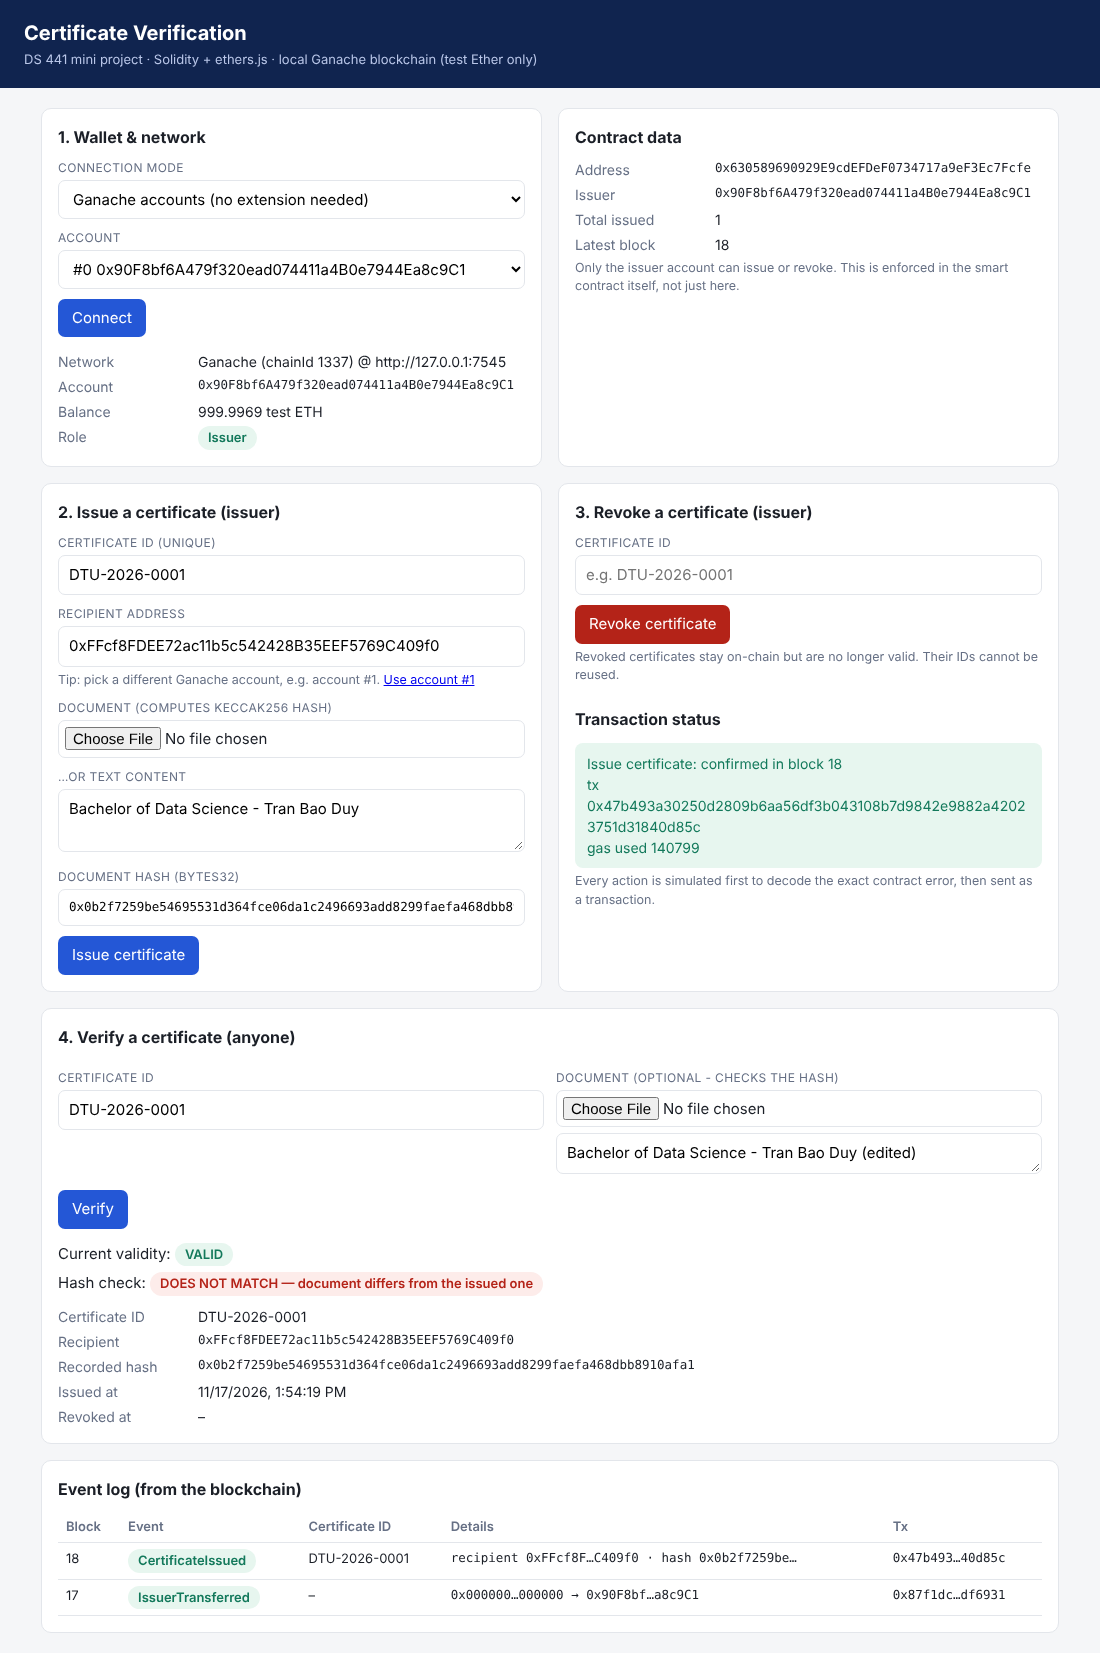 Certificate Verification
DS 441 mini project · Solidity + ethers.js · local Ganache blockchain (test Ether only)
1. Wallet & network
CONNECTION MODE
Ganache accounts (no extension needed)
ACCOUNT
#0 0x90F8bf6A479f320ead074411a4B0e7944Ea8c9C1
Connect
Network Ganache (chainId 1337) @ http://127.0.0.1:7545
Account 0x90F8bf6A479f320ead074411a4B0e7944Ea8c9C1
Balance 999.9969 test ETH
Role Issuer
Contract data
Address 0x630589690929E9cdEFDeF0734717a9eF3Ec7Fcfe
Issuer 0x90F8bf6A479f320ead074411a4B0e7944Ea8c9C1
Total issued 1
Latest block 18
Only the issuer account can issue or revoke. This is enforced in the smart
contract itself, not just here.
2. Issue a certificate (issuer)
CERTIFICATE ID (UNIQUE)
DTU-2026-0001
RECIPIENT ADDRESS
0xFFcf8FDEE72ac11b5c542428B35EEF5769C409f0
Tip: pick a different Ganache account, e.g. account #1. Use account #1
DOCUMENT (COMPUTES KECCAK256 HASH)
Choose File No file chosen
...OR TEXT CONTENT
Bachelor of Data Science - Tran Bao Duy
DOCUMENT HASH (BYTES32)
0x0b2f7259be54695531d364fce06da1c2496693add8299faefa468dbb8
Issue certificate
3. Revoke a certificate (issuer)
CERTIFICATE ID
e.g. DTU-2026-0001
Revoke certificate
Revoked certificates stay on-chain but are no longer valid. Their IDs cannot be
reused.
Transaction status
Issue certificate: confirmed in block 18
tx
0x47b493a30250d2809b6aa56df3b043108b7d9842e9882a4202
3751d31840d85c
gas used 140799
Every action is simulated first to decode the exact contract error, then sent as
a transaction.
4. Verify a certificate (anyone)
CERTIFICATE ID
DTU-2026-0001
DOCUMENT (OPTIONAL - CHECKS THE HASH)
Choose File No file chosen
Bachelor of Data Science - Tran Bao Duy (edited)
Verify
Current validity: VALID
Hash check: DOES NOT MATCH — document differs from the issued one
Certificate ID DTU-2026-0001
Recipient 0xFFcf8FDEE72ac11b5c542428B35EEF5769C409f0
Recorded hash 0x0b2f7259be54695531d364fce06da1c2496693add8299faefa468dbb8910afa1
Issued at 11/17/2026, 1:54:19 PM
Revoked at –
Event log (from the blockchain)
Block Event Certificate ID Details Tx
18 CertificateIssued DTU-2026-0001 recipient 0xFFcf8F…C409f0 · hash 0x0b2f7259be… 0x47b493…40d85c
17 IssuerTransferred – 0x000000…000000 → 0x90F8bf…a8c9C1 0x87f1dc…df6931